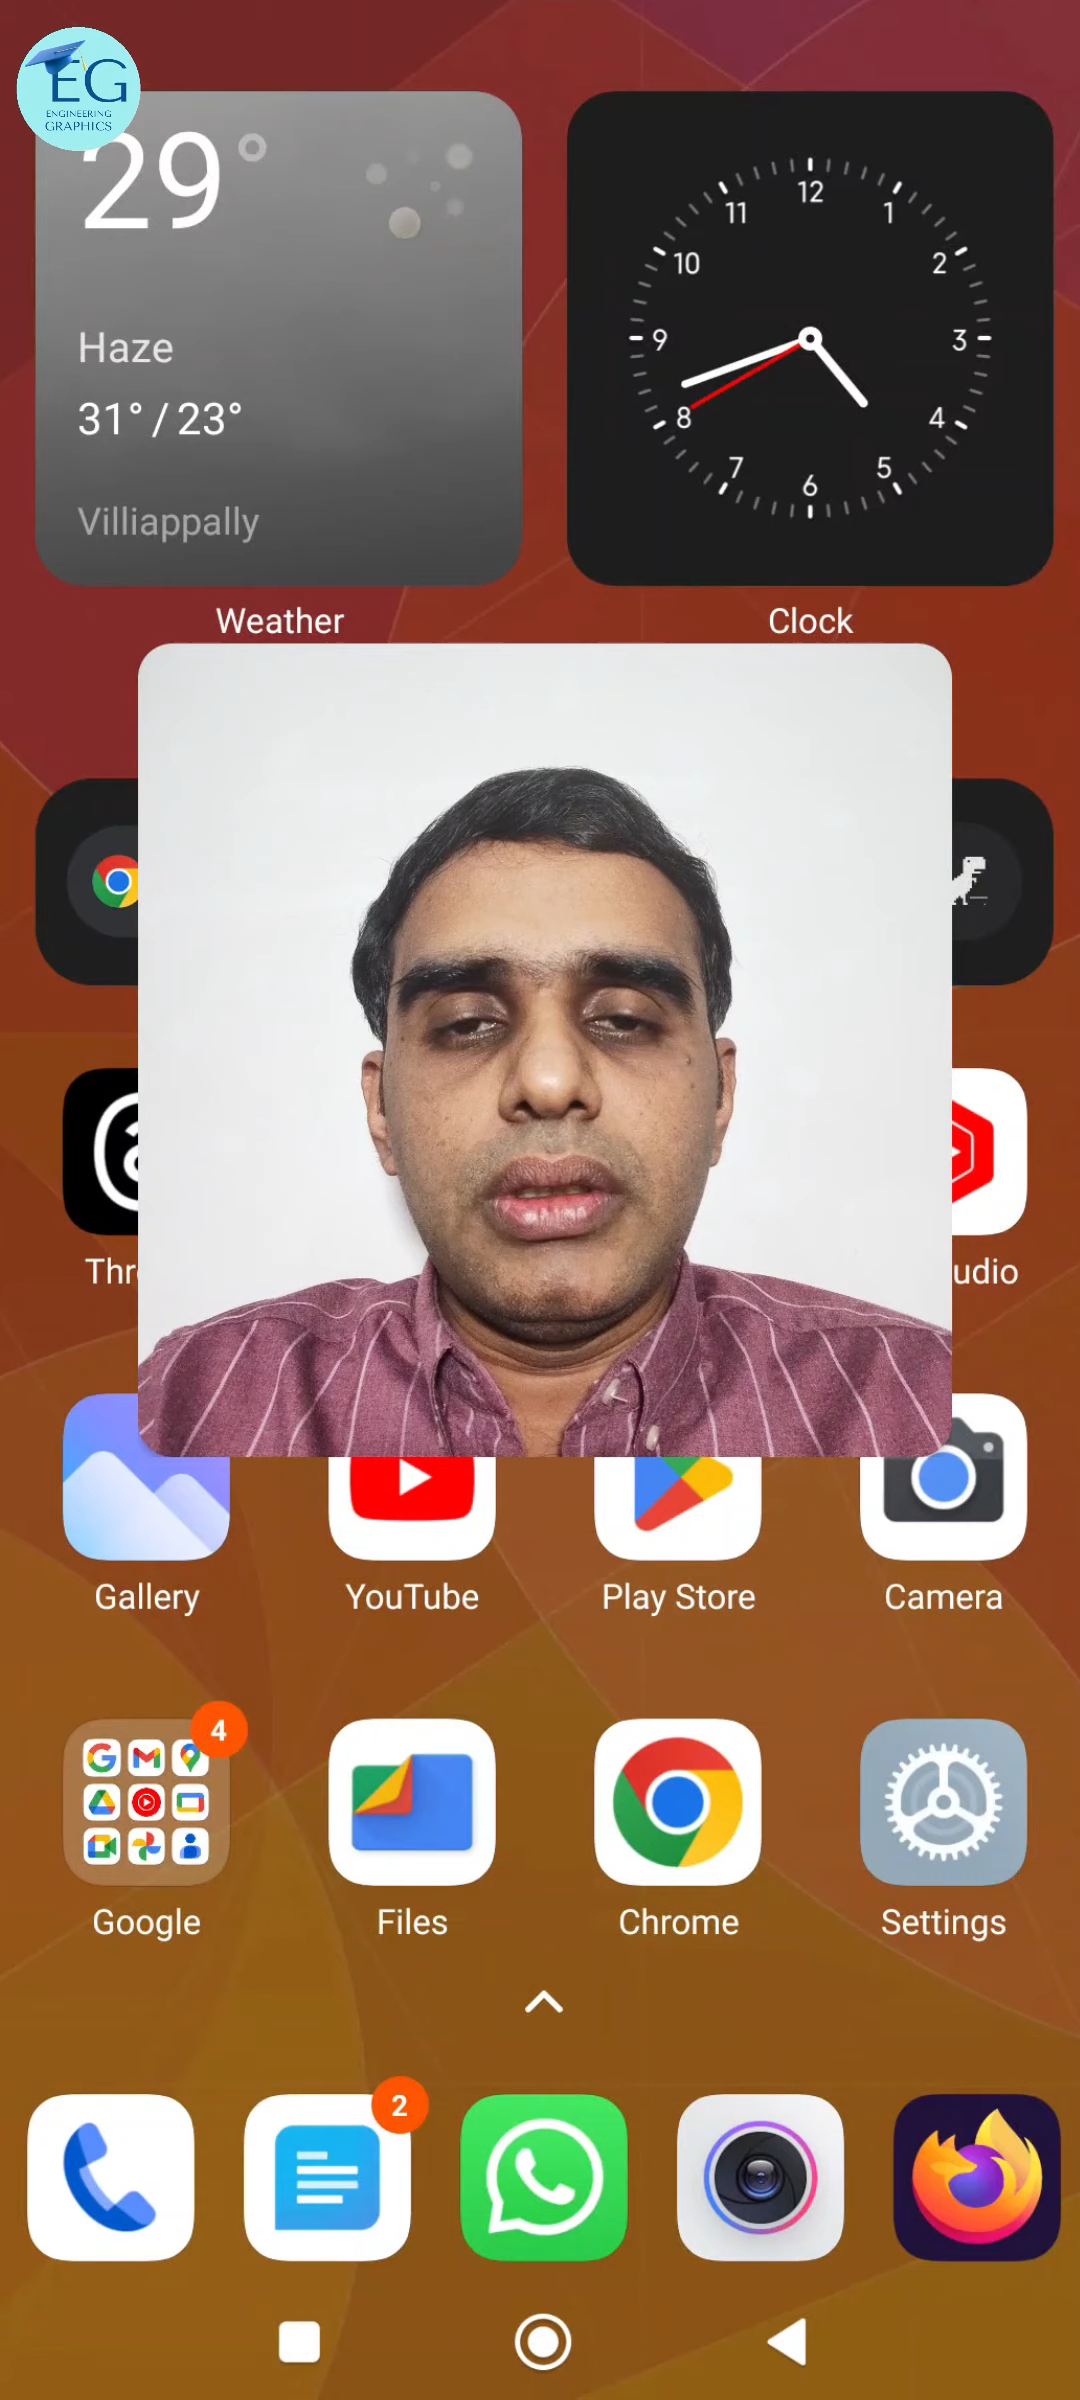 EG
ENGINEERING
GRAPHICS
29°
Haze
31° / 23°
Villiappally
Weather
12
1
2
3
4
5
6
7
8
9
10
11
Clock
Thr
udio
Gallery
YouTube
Play Store
Camera
4
Google
Files
Chrome
Settings
2